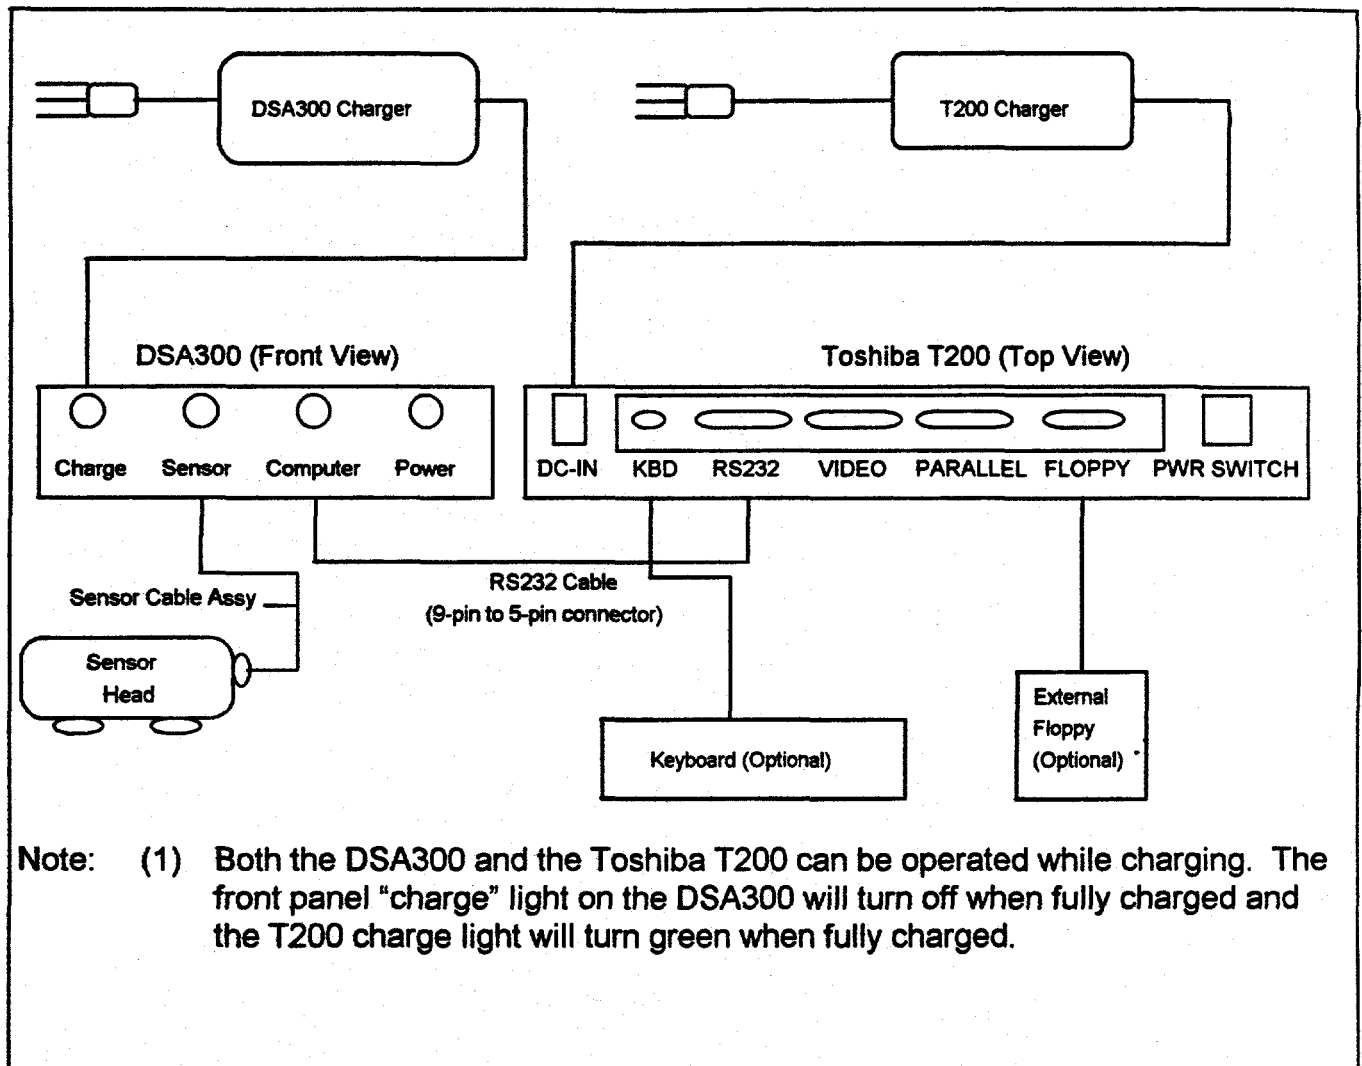 DSA300 Charger
T200 Charger
DSA300 (Front View)
Toshiba T200 (Top View)
Charge Sensor Computer Power
DC-IN KBD RS232 VIDEO PARALLEL FLOPPY PWR SWITCH
Sensor Cable Assy
RS232 Cable
(9-pin to 5-pin connector)
Sensor
Head
Keyboard (Optional)
External
Floppy
(Optional)
Note: (1) Both the DSA300 and the Toshiba T200 can be operated while charging. The
front panel “charge” light on the DSA300 will turn off when fully charged and
the T200 charge light will turn green when fully charged.